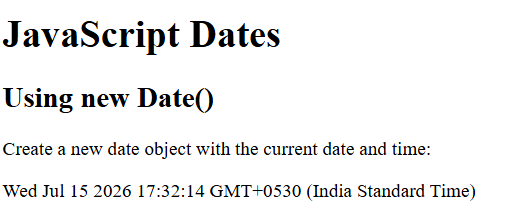 JavaScript Dates
Using new Date()
Create a new date object with the current date and time:
Wed Jul 15 2026 17:32:14 GMT+0530 (India Standard Time)